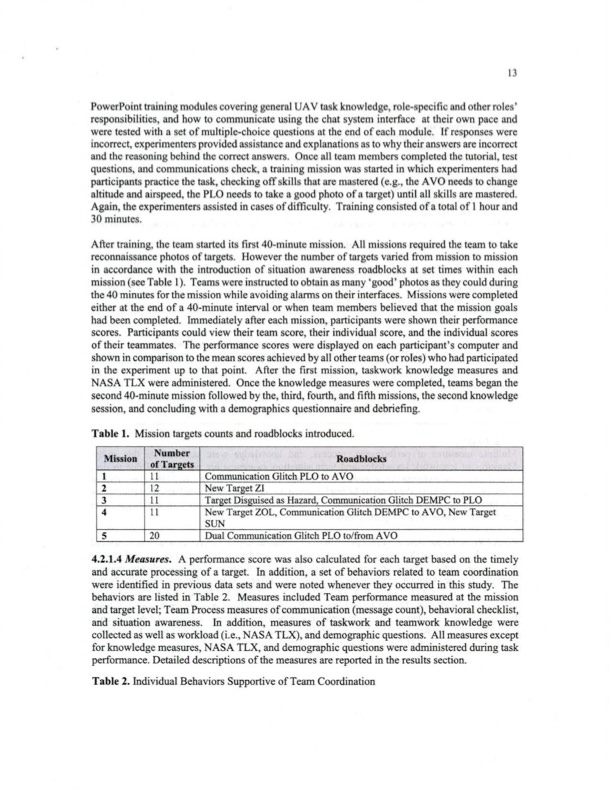 13
PowerPoint training modules covering general UAV task knowledge, role-specific and other roles'
responsibilities, and how to communicate using the chat system interface at their own pace and
were tested with a set of multiple-choice questions at the end of each module. If responses were
incorrect, experimenters provided assistance and explanations as to why their answers are incorrect
and the reasoning behind the correct answers. Once all team members completed the tutorial, test
questions, and communications check, a training mission was started in which experimenters had
participants practice the task, checking off skills that are mastered (e.g., the AVO needs to change
altitude and airspeed, the PLO needs to take a good photo of a target) until all skills are mastered.
Again, the experimenters assisted in cases of difficulty. Training consisted of a total of 1 hour and
30 minutes.
After training, the team started its first 40-minute mission. All missions required the team to take
reconnaissance photos of targets. However the number of targets varied from mission to mission
in accordance with the introduction of situation awareness roadblocks at set times within each
mission (see Table 1). Teams were instructed to obtain as many 'good' photos as they could during
the 40 minutes for the mission while avoiding alarms on their interfaces. Missions were completed
either at the end of a 40-minute interval or when team members believed that the mission goals
had been completed. Immediately after each mission, participants were shown their performance
scores. Participants could view their team score, their individual score, and the individual scores
of their teammates. The performance scores were displayed on each participant's computer and
shown in comparison to the mean scores achieved by all other teams (or roles) who had participated
in the experiment up to that point. After the first mission, taskwork knowledge measures and
NASA TLX were administered. Once the knowledge measures were completed, teams began the
second 40-minute mission followed by the, third, fourth, and fifth missions, the second knowledge
session, and concluding with a demographics questionnaire and debriefing.
Table 1. Mission targets counts and roadblocks introduced.
Mission Number of Targets Roadblocks
1 11 Communication Glitch PLO to AVO
2 12 New Target ZI
3 11 Target Disguised as Hazard, Communication Glitch DEMPC to PLO
4 11 New Target ZOL, Communication Glitch DEMPC to AVO, New Target
SUN
5 20 Dual Communication Glitch PLO to/from AVO
4.2.1.4 Measures. A performance score was also calculated for each target based on the timely
and accurate processing of a target. In addition, a set of behaviors related to team coordination
were identified in previous data sets and were noted whenever they occurred in this study. The
behaviors are listed in Table 2. Measures included Team performance measured at the mission
and target level; Team Process measures of communication (message count), behavioral checklist,
and situation awareness. In addition, measures of taskwork and teamwork knowledge were
collected as well as workload (i.e., NASA TLX), and demographic questions. All measures except
for knowledge measures, NASA TLX, and demographic questions were administered during task
performance. Detailed descriptions of the measures are reported in the results section.
Table 2. Individual Behaviors Supportive of Team Coordination